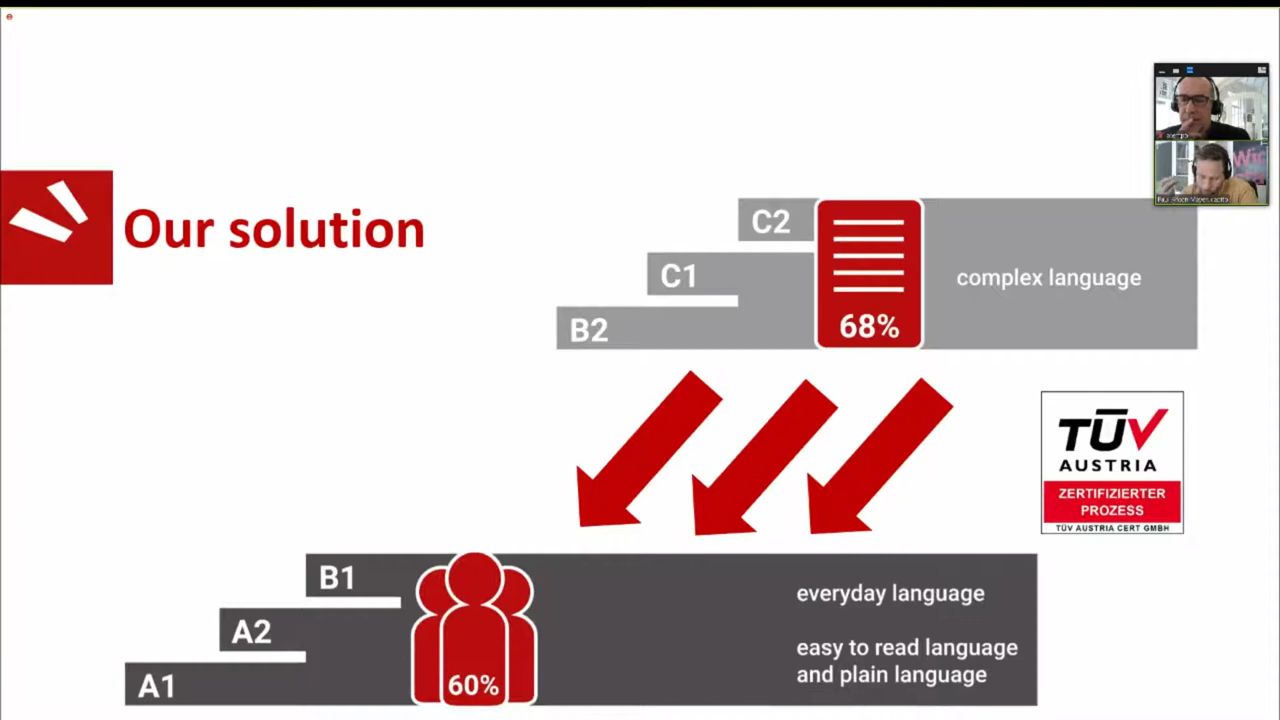 Our solution
C2
C1
B2
68%
complex language
TÜV
AUSTRIA
ZERTIFIZIERTER
PROZESS
TÜV AUSTRIA CERT GMBH
B1
A2
A1
60%
everyday language
easy to read language
and plain language